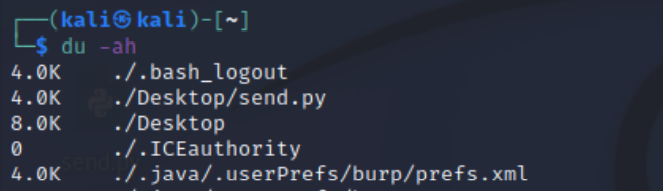 ┌──(kali㉿kali)-[~]
└─$ du -ah
4.0K    ./.bash_logout
4.0K    ./Desktop/send.py
8.0K    ./Desktop
0       ./.ICEauthority
4.0K    ./.java/.userPrefs/burp/prefs.xml